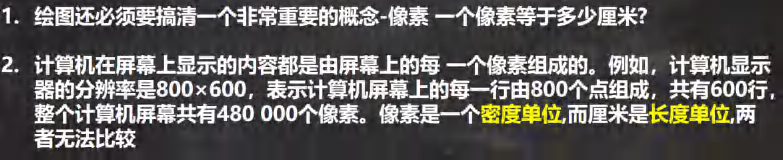 1. 绘图还必须要搞清一个非常重要的概念-像素 一个像素等于多少厘米?
2. 计算机在屏幕上显示的内容都是由屏幕上的每 一个像素组成的。例如，计算机显示
器的分辨率是800×600，表示计算机屏幕上的每一行由800个点组成，共有600行，
整个计算机屏幕共有480 000个像素。像素是一个密度单位,而厘米是长度单位,两
者无法比较